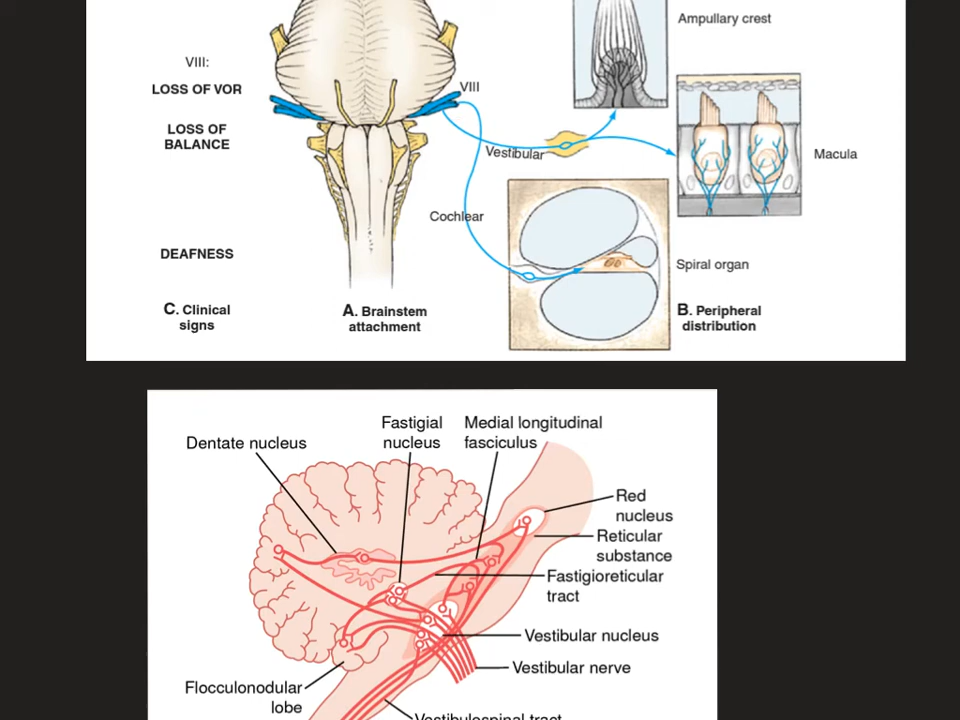 Ampullary crest
VIII:
LOSS OF VOR
LOSS OF
BALANCE
VIII
Vestibular
Macula
Cochlear
DEAFNESS
Spiral organ
C. Clinical
signs
A. Brainstem
attachment
B. Peripheral
distribution
Dentate nucleus
Fastigial
nucleus
Medial longitudinal
fasciculus
Red
nucleus
Reticular
substance
Fastigioreticular
tract
Vestibular nucleus
Vestibular nerve
Flocculonodular
lobe
Vestibulospinal tract